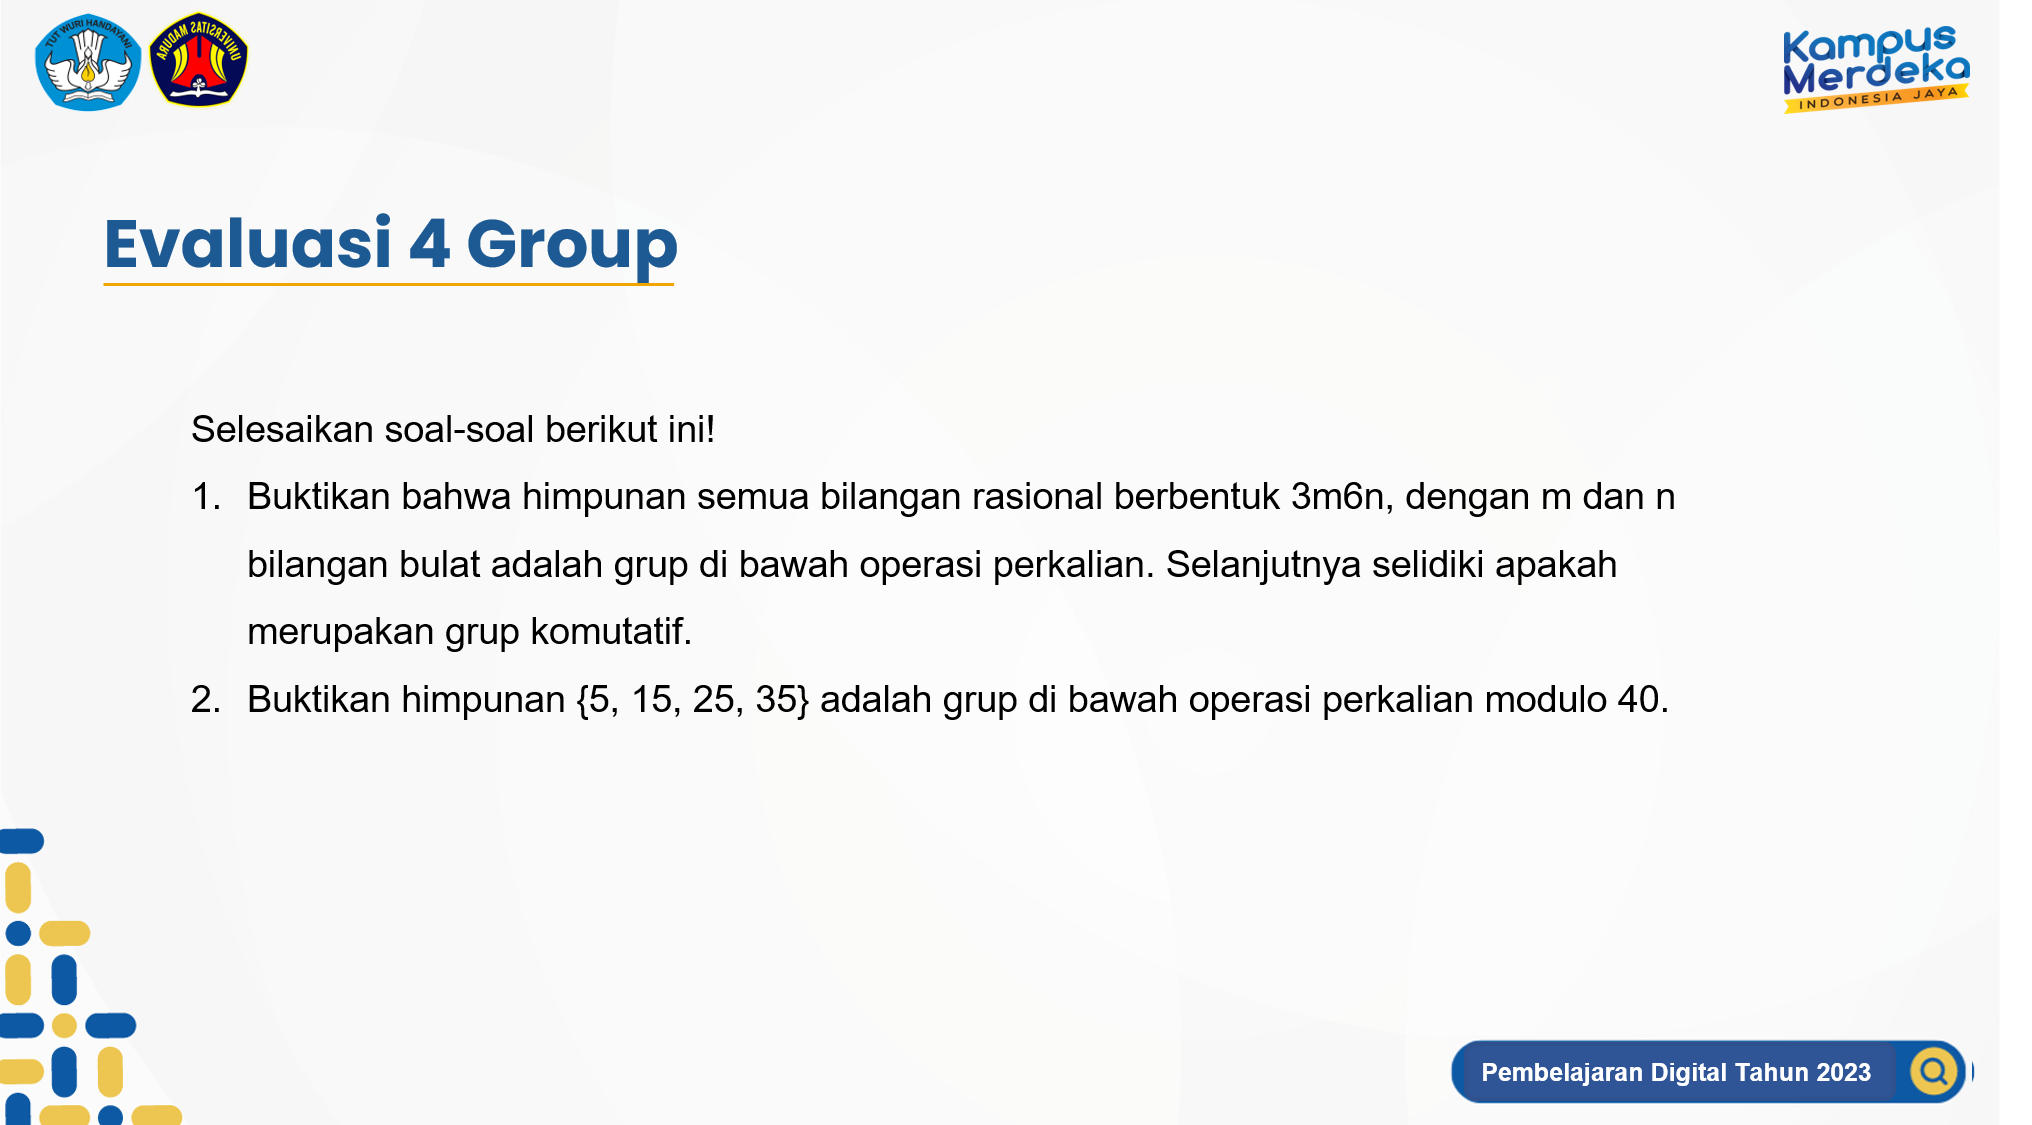 TUT WURI HANDAYANI
UNIVERSITAS MADURA
Kampus
Merdeka
INDONESIA JAYA
Evaluasi 4 Group
Selesaikan soal-soal berikut ini!
1. Buktikan bahwa himpunan semua bilangan rasional berbentuk 3m6n, dengan m dan n
bilangan bulat adalah grup di bawah operasi perkalian. Selanjutnya selidiki apakah
merupakan grup komutatif.
2. Buktikan himpunan {5, 15, 25, 35} adalah grup di bawah operasi perkalian modulo 40.
Pembelajaran Digital Tahun 2023